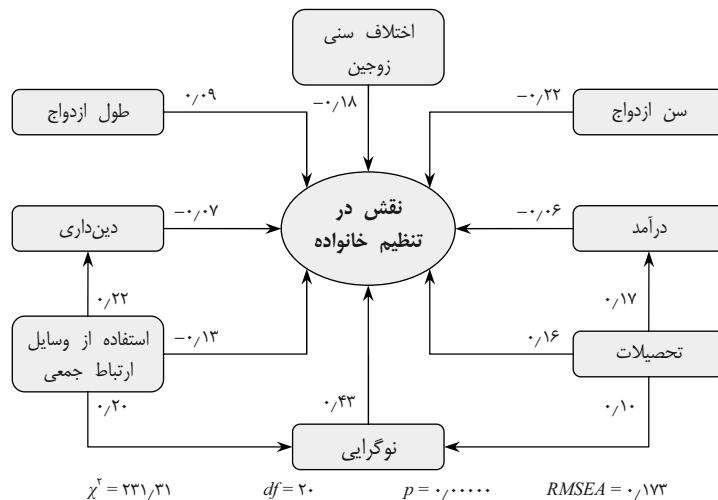 اختلاف سنی
زوجین
۰٫۰۹
−۰٫۱۸
−۰٫۲۲
سن ازدواج
طول ازدواج
نقش در
تنظیم خانواده
−۰٫۰۶
−۰٫۰۷
درآمد
دین‌داری
۰٫۱۷
۰٫۲۲
۰٫۱۶
−۰٫۱۳
تحصیلات
استفاده از وسایل
ارتباط جمعی
۰٫۱۰
۰٫۴۳
۰٫۲۰
نوگرایی
χ² = ۲۳۱٫۳۱ df = ۲۰ p = ۰٫۰۰۰۰۰ RMSEA = ۰٫۱۷۳